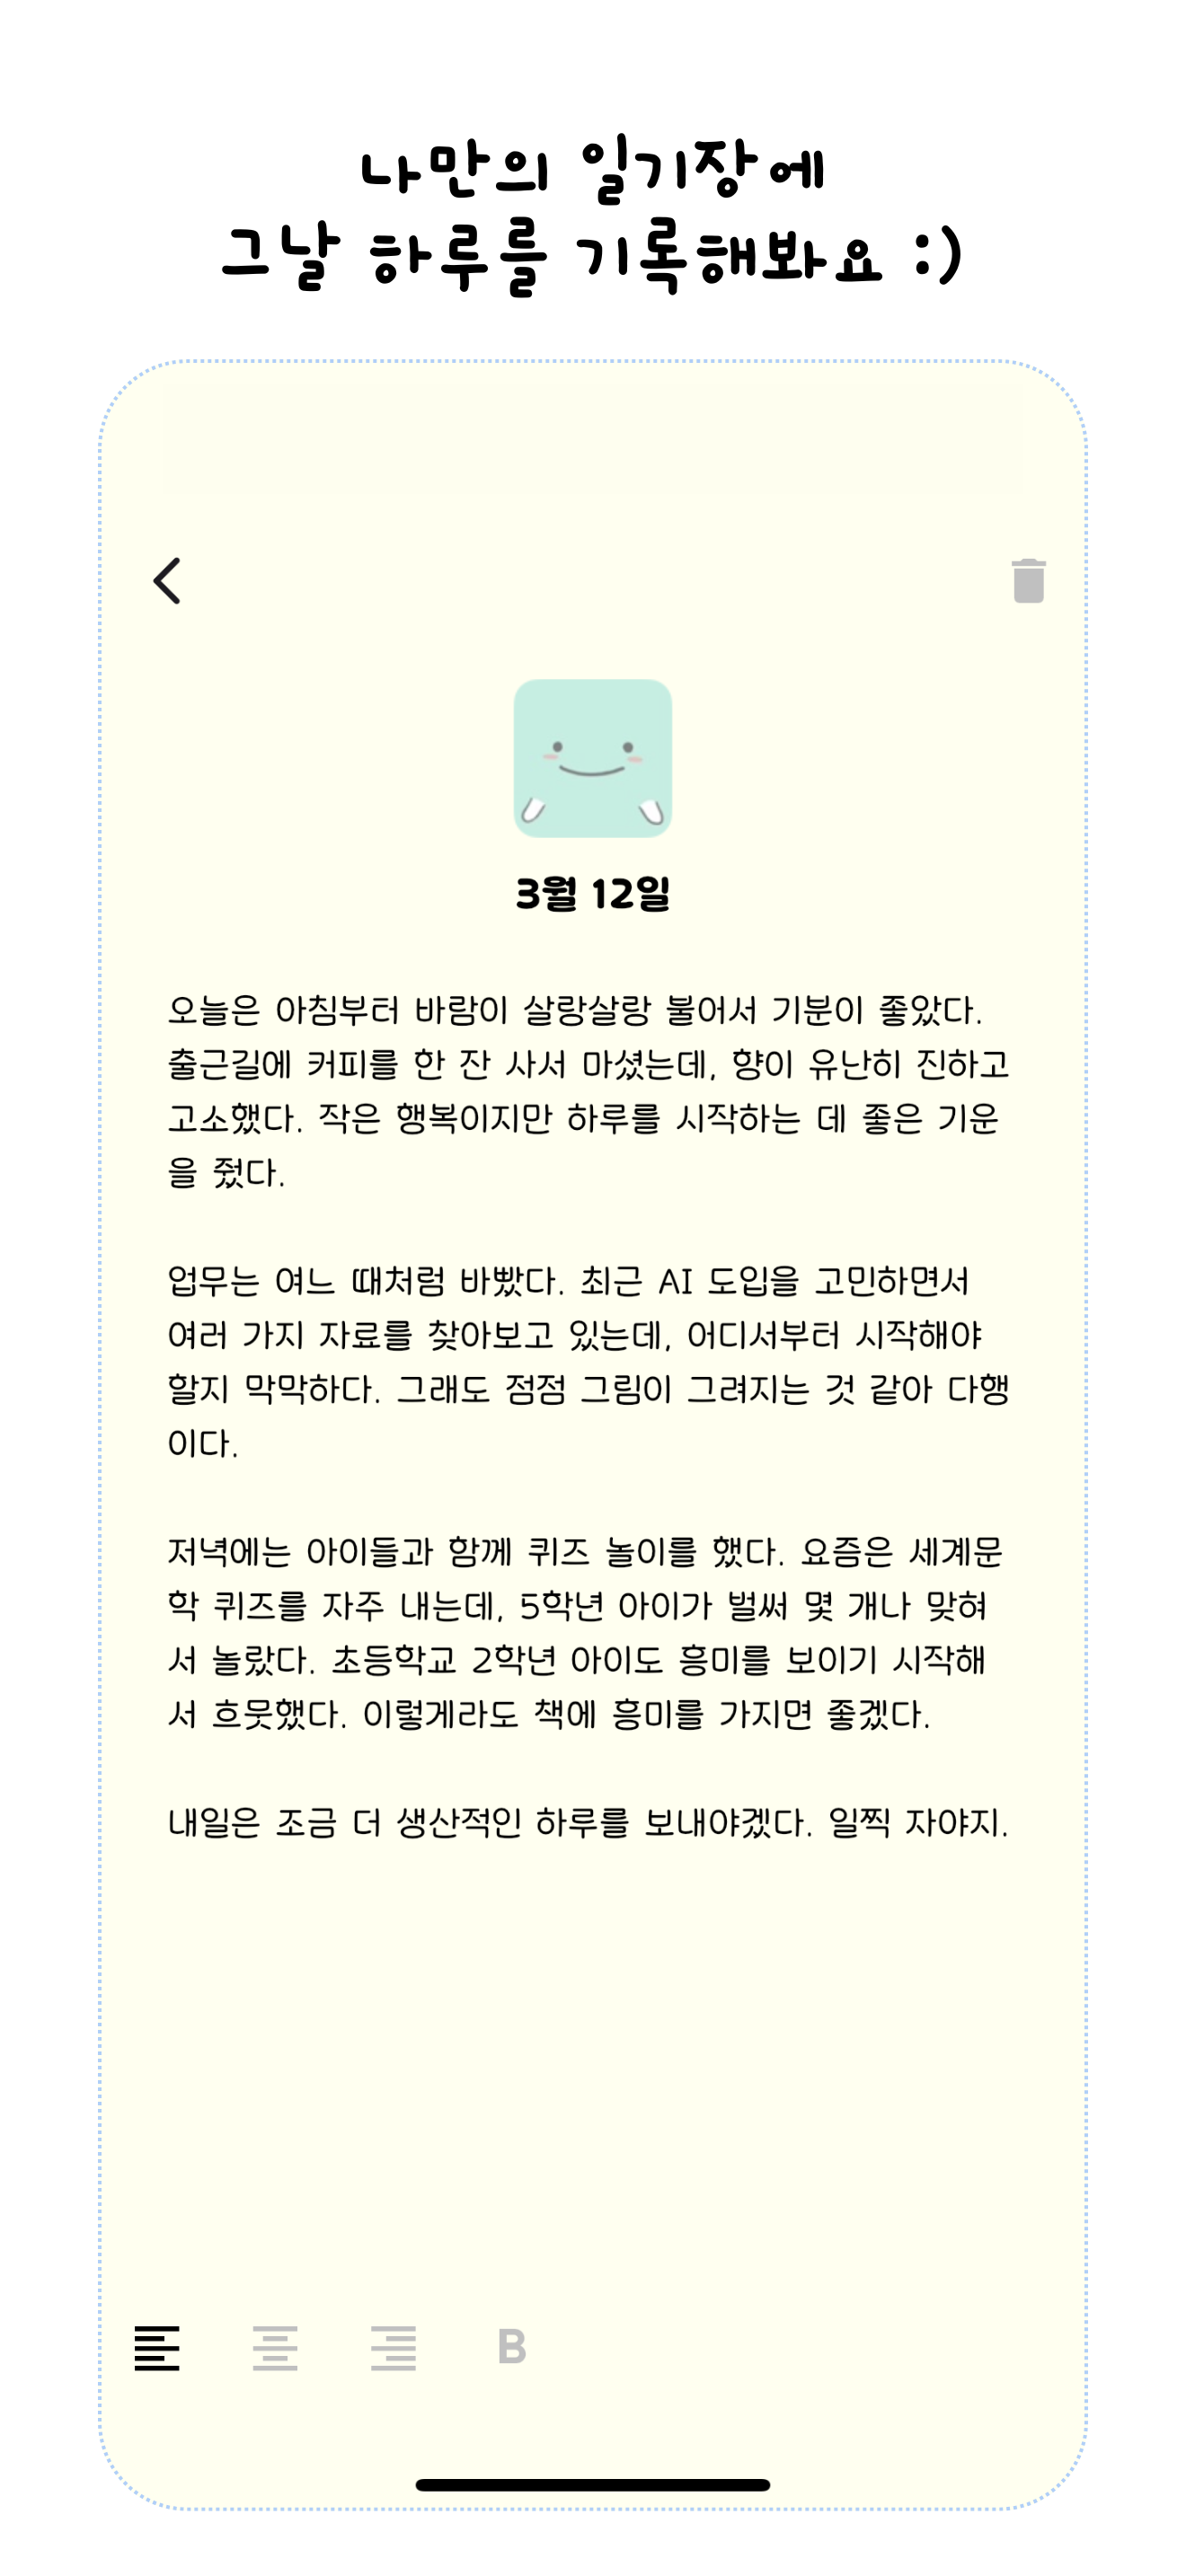 나만의 일기장에
그날 하루를 기록해봐요 :)
3월 12일
오늘은 아침부터 바람이 살랑살랑 불어서 기분이 좋았다.
출근길에 커피를 한 잔 사서 마셨는데, 향이 유난히 진하고
고소했다. 작은 행복이지만 하루를 시작하는 데 좋은 기운
을 줬다.
업무는 여느 때처럼 바빴다. 최근 AI 도입을 고민하면서
여러 가지 자료를 찾아보고 있는데, 어디서부터 시작해야
할지 막막하다. 그래도 점점 그림이 그려지는 것 같아 다행
이다.
저녁에는 아이들과 함께 퀴즈 놀이를 했다. 요즘은 세계문
학 퀴즈를 자주 내는데, 5학년 아이가 벌써 몇 개나 맞혀
서 놀랐다. 초등학교 2학년 아이도 흥미를 보이기 시작해
서 흐뭇했다. 이렇게라도 책에 흥미를 가지면 좋겠다.
내일은 조금 더 생산적인 하루를 보내야겠다. 일찍 자야지.
B